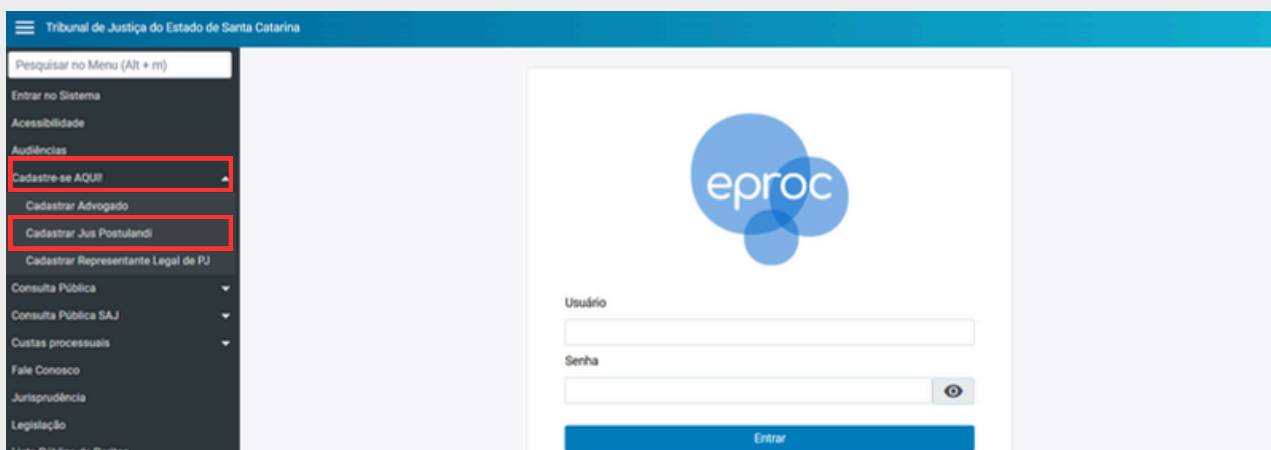 Tribunal de Justiça do Estado de Santa Catarina
Pesquisar no Menu (Alt + m)
Entrar no Sistema
Acessibilidade
Audiências
Cadastre-se AQUI!
Cadastrar Advogado
Cadastrar Jus Postulandi
Cadastrar Representante Legal de PJ
Consulta Pública
Consulta Pública SAJ
Custas processuais
Fale Conosco
Jurisprudência
Legislação
eproc
Usuário
Senha
Entrar